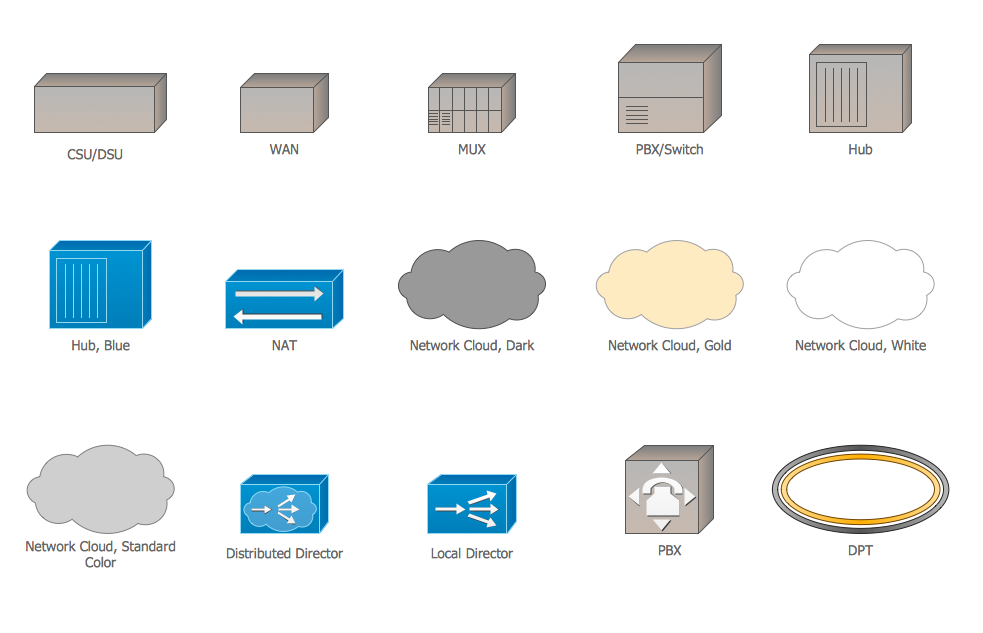 CSU/DSU
WAN
MUX
PBX/Switch
Hub
Hub, Blue
NAT
Network Cloud, Dark
Network Cloud, Gold
Network Cloud, White
Network Cloud, Standard
Color
Distributed Director
Local Director
PBX
DPT